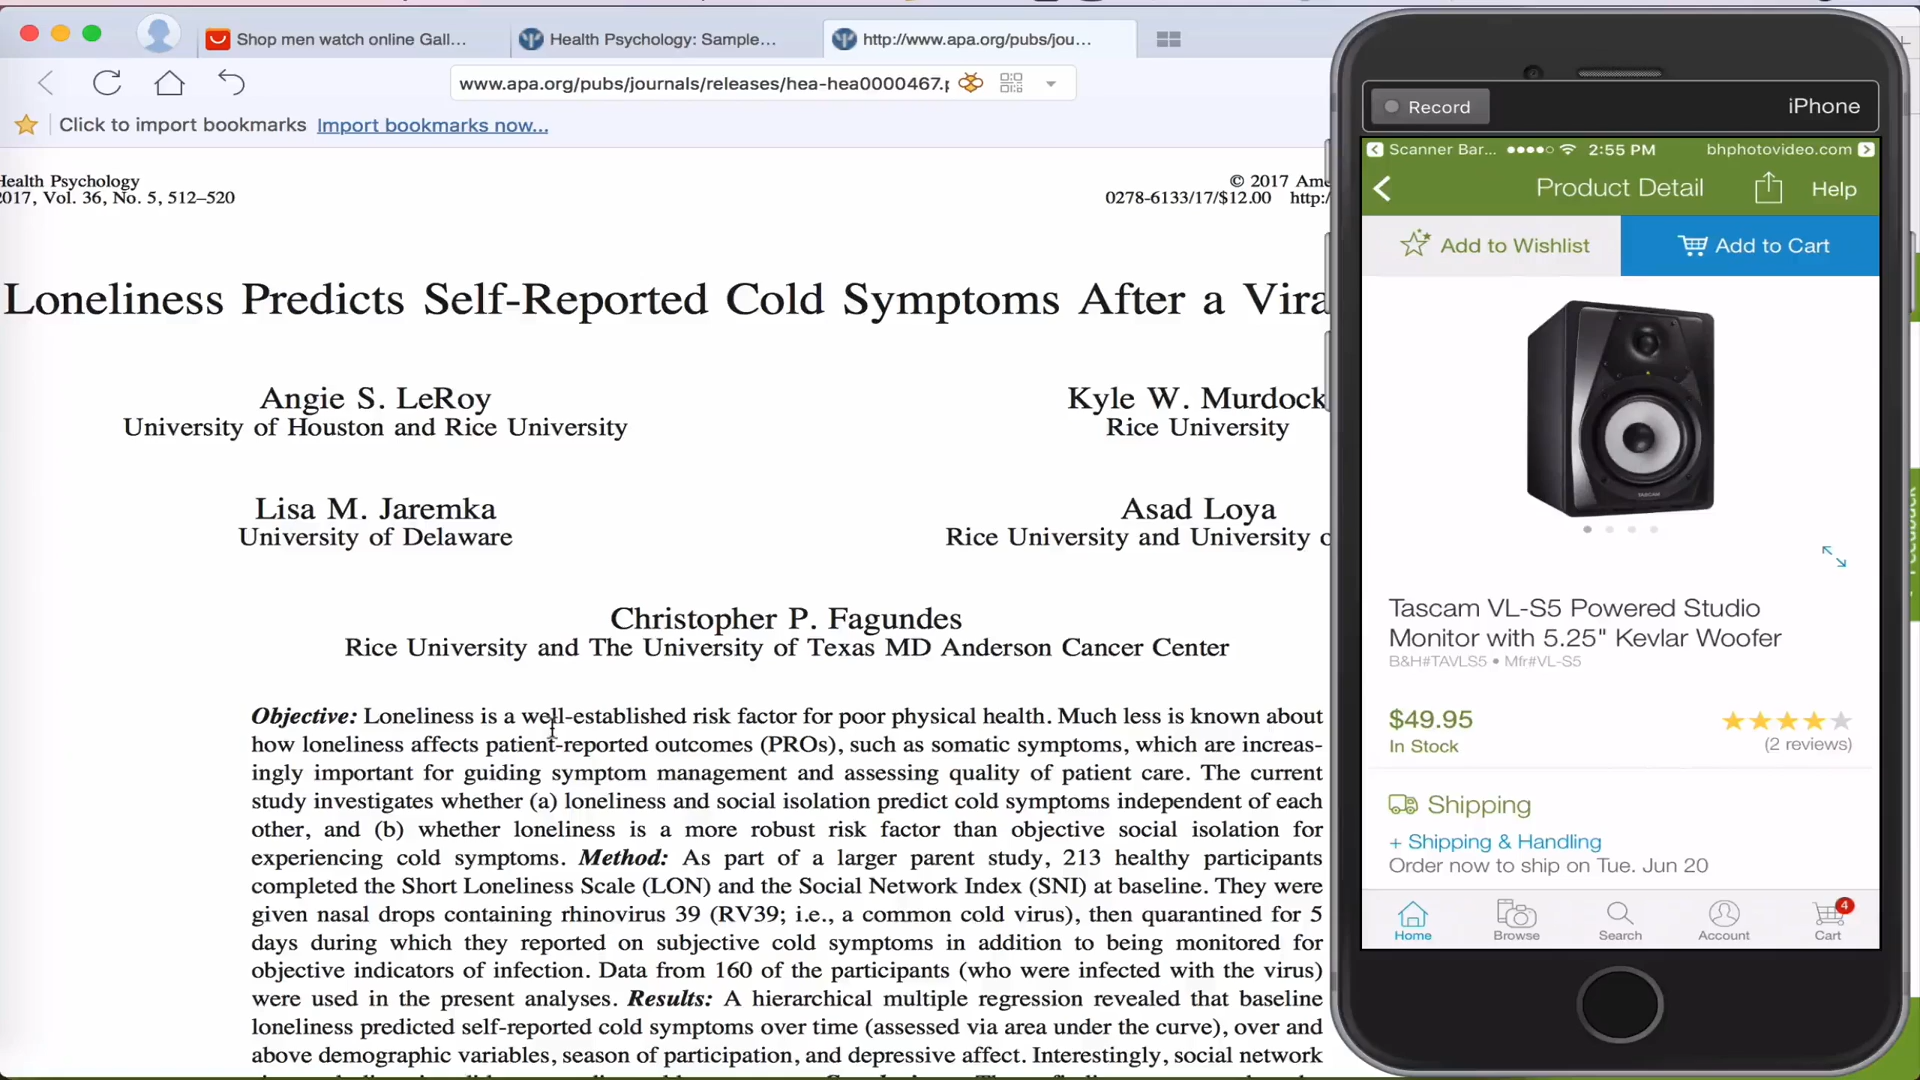 Shop men watch online Gall...
Health Psychology: Sample...
http://www.apa.org/pubs/jou...
www.apa.org/pubs/journals/releases/hea-hea0000467.p
Click to import bookmarks
Import bookmarks now...
Health Psychology
2017, Vol. 36, No. 5, 512–520
© 2017 Ame
0278-6133/17/$12.00 http:/
Loneliness Predicts Self-Reported Cold Symptoms After a Vira
Angie S. LeRoy
University of Houston and Rice University
Kyle W. Murdock
Rice University
Lisa M. Jaremka
University of Delaware
Asad Loya
Rice University and University o
Christopher P. Fagundes
Rice University and The University of Texas MD Anderson Cancer Center
Objective: Loneliness is a well-established risk factor for poor physical health. Much less is known about
how loneliness affects patient-reported outcomes (PROs), such as somatic symptoms, which are increas-
ingly important for guiding symptom management and assessing quality of patient care. The current
study investigates whether (a) loneliness and social isolation predict cold symptoms independent of each
other, and (b) whether loneliness is a more robust risk factor than objective social isolation for
experiencing cold symptoms. Method: As part of a larger parent study, 213 healthy participants
completed the Short Loneliness Scale (LON) and the Social Network Index (SNI) at baseline. They were
given nasal drops containing rhinovirus 39 (RV39; i.e., a common cold virus), then quarantined for 5
days during which they reported on subjective cold symptoms in addition to being monitored for
objective indicators of infection. Data from 160 of the participants (who were infected with the virus)
were used in the present analyses. Results: A hierarchical multiple regression revealed that baseline
loneliness predicted self-reported cold symptoms over time (assessed via area under the curve), over and
above demographic variables, season of participation, and depressive affect. Interestingly, social network
Record
iPhone
Scanner Bar...
2:55 PM
bhphotovideo.com
Product Detail
Help
Add to Wishlist
Add to Cart
TASCAM
Tascam VL-S5 Powered Studio
Monitor with 5.25" Kevlar Woofer
B&H#TAVLS5 • Mfr#VL-S5
$49.95
In Stock
(2 reviews)
Shipping
+ Shipping & Handling
Order now to ship on Tue. Jun 20
Home
Browse
Search
Account
4
Cart
Feedback